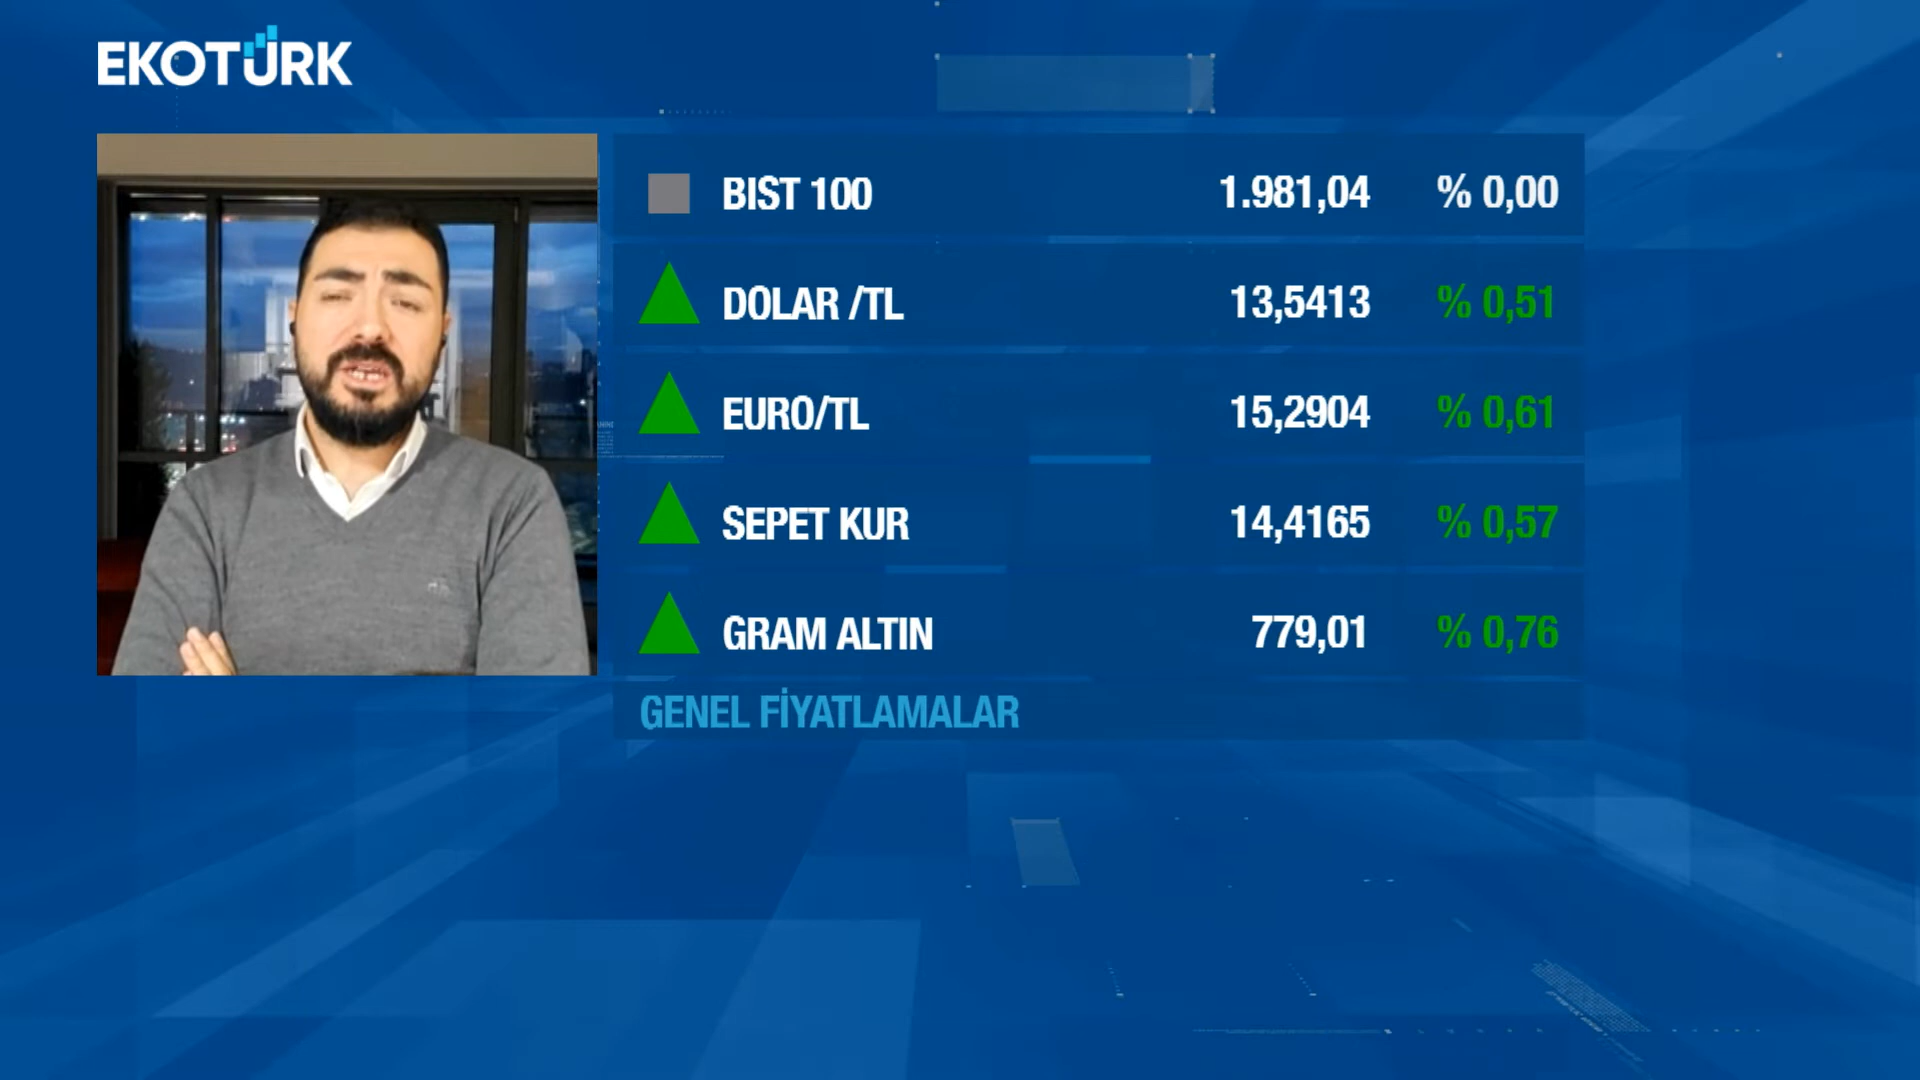 EKOTÜRK
BIST 100 1.981,04 % 0,00
DOLAR /TL 13,5413 % 0,51
EURO/TL 15,2904 % 0,61
SEPET KUR 14,4165 % 0,57
GRAM ALTIN 779,01 % 0,76
GENEL FİYATLAMALAR